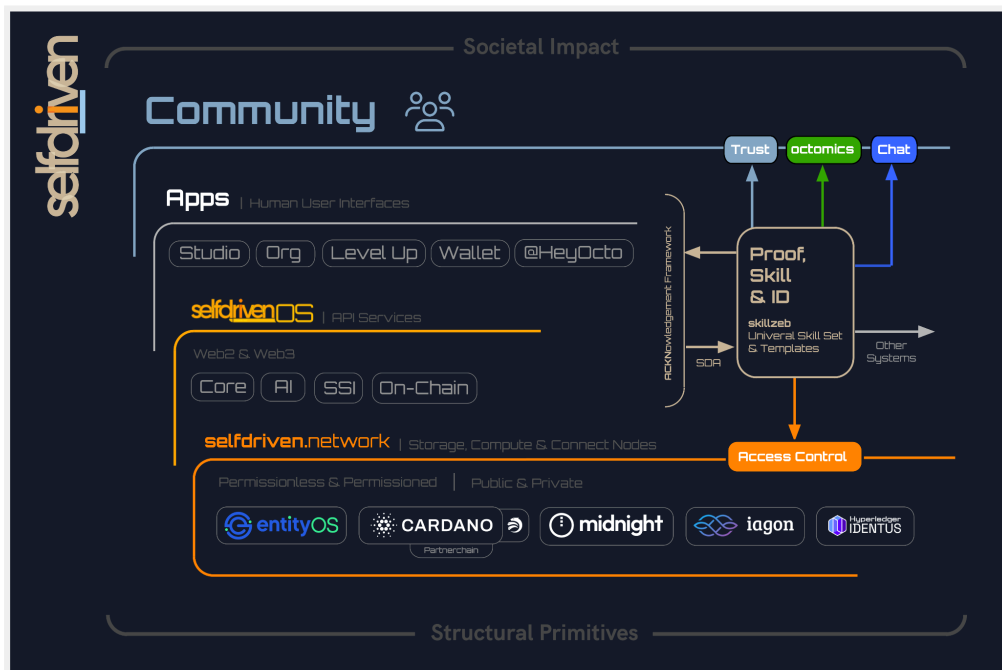 Societal Impact
selfdriven
Community
Trust
octomics
Chat
Apps | Human User Interfaces
Studio
Org
Level Up
Wallet
@HeyOcto
ACKNowledgement Framework
Proof,
Skill
& ID
skillzeb
Univeral Skill Set
& Templates
SDA
Other
Systems
selfdrivenOS | API Services
Web2 & Web3
Core
AI
SSI
On-Chain
selfdriven.network | Storage, Compute & Connect Nodes
Access Control
Permissionless & Permissioned | Public & Private
entityOS
CARDANO
Partnerchain
midnight
iagon
Hyperledger
IDENTUS
Structural Primitives